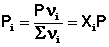 Pᵢ = Pνᵢ / Σνᵢ = XᵢP